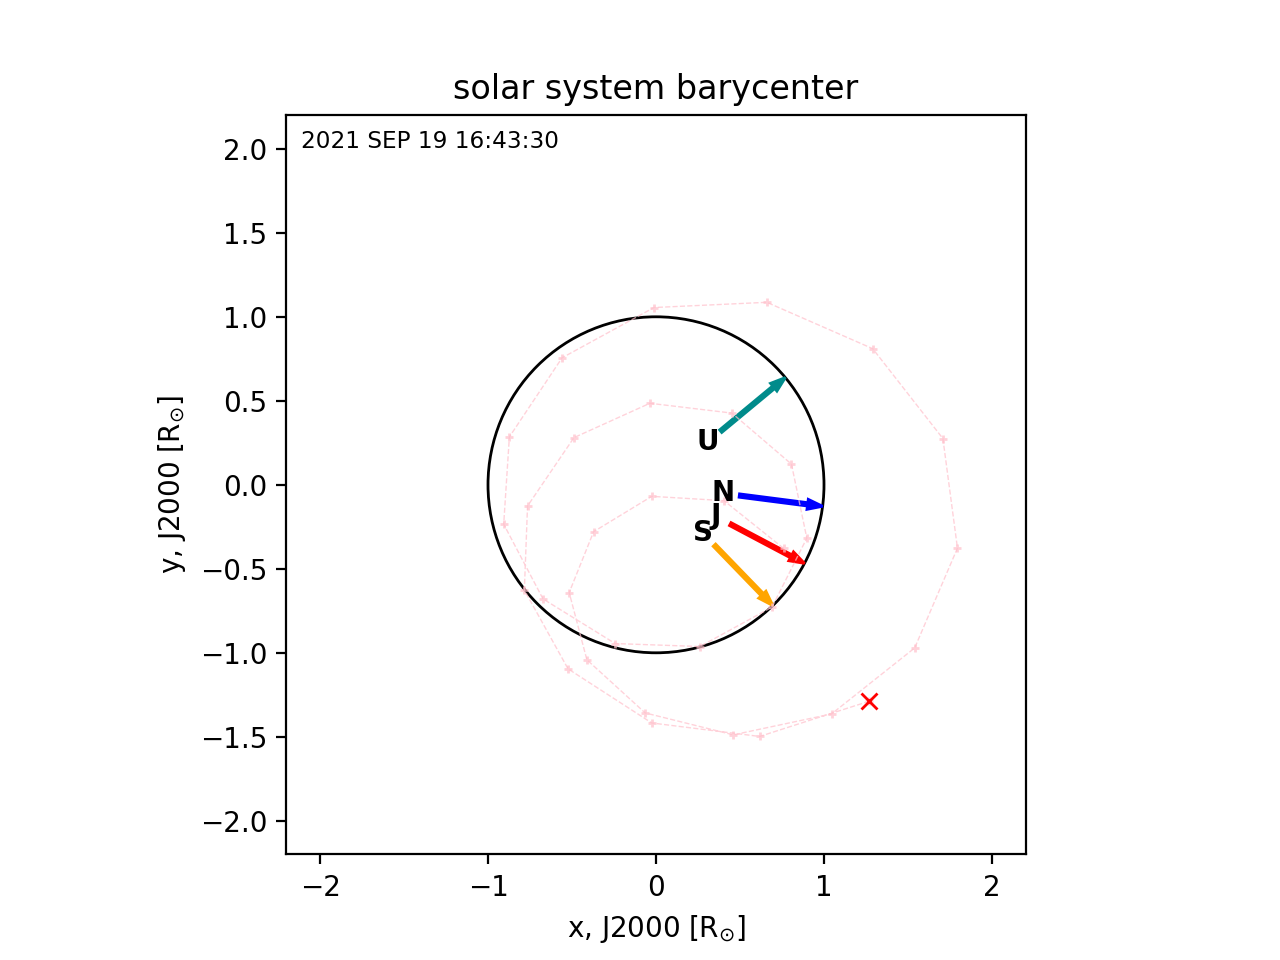 solar system barycenter
2021 SEP 19 16:43:30
2.0
1.5
1.0
0.5
0.0
−0.5
−1.0
−1.5
−2.0
y, J2000 [R☉]
U
N
J
S
−2
−1
0
1
2
x, J2000 [R☉]